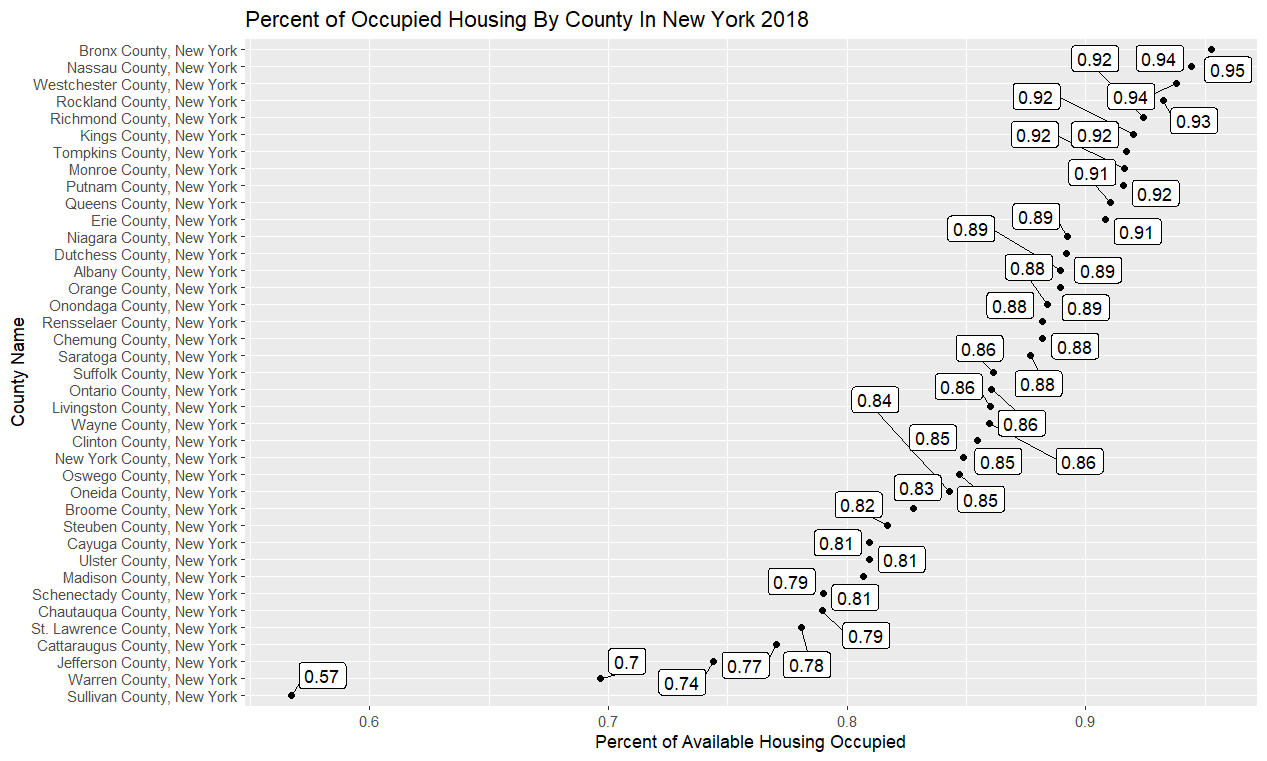 Percent of Occupied Housing By County In New York 2018
County Name
Bronx County, New York
Nassau County, New York
Westchester County, New York
Rockland County, New York
Richmond County, New York
Kings County, New York
Tompkins County, New York
Monroe County, New York
Putnam County, New York
Queens County, New York
Erie County, New York
Niagara County, New York
Dutchess County, New York
Albany County, New York
Orange County, New York
Onondaga County, New York
Rensselaer County, New York
Chemung County, New York
Saratoga County, New York
Suffolk County, New York
Ontario County, New York
Livingston County, New York
Wayne County, New York
Clinton County, New York
New York County, New York
Oswego County, New York
Oneida County, New York
Broome County, New York
Steuben County, New York
Cayuga County, New York
Ulster County, New York
Madison County, New York
Schenectady County, New York
Chautauqua County, New York
St. Lawrence County, New York
Cattaraugus County, New York
Jefferson County, New York
Warren County, New York
Sullivan County, New York
0.92 0.94
0.95
0.92 0.94
0.93
0.92 0.92
0.91
0.92
0.89
0.89 0.91
0.88 0.89
0.88 0.89
0.86 0.88
0.86 0.88
0.84
0.86
0.85
0.85 0.86
0.83
0.82 0.85
0.81
0.81
0.79
0.81
0.79
0.7 0.77 0.78
0.57 0.74
0.6 0.7 0.8 0.9
Percent of Available Housing Occupied